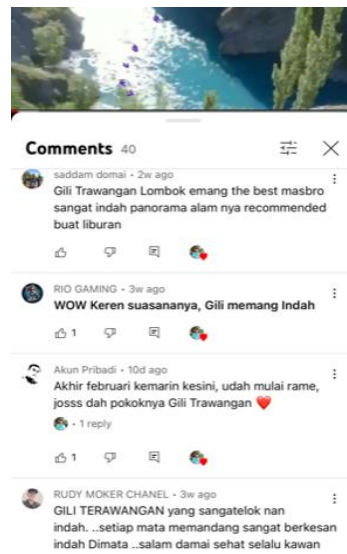 Comments 40
saddam domai • 2w ago
Gili Trawangan Lombok emang the best masbro
sangat indah panorama alam nya recommended
buat liburan
RIO GAMING • 3w ago
WOW Keren suasananya, Gili memang Indah
1
Akun Pribadi • 10d ago
Akhir februari kemarin kesini, udah mulai rame,
josss dah pokoknya Gili Trawangan ❤️
• 1 reply
1
RUDY MOKER CHANEL • 3w ago
GILI TERAWANGAN yang sangatelok nan
indah. ..setiap mata memandang sangat berkesan
indah Dimata ..salam damai sehat selalu kawan